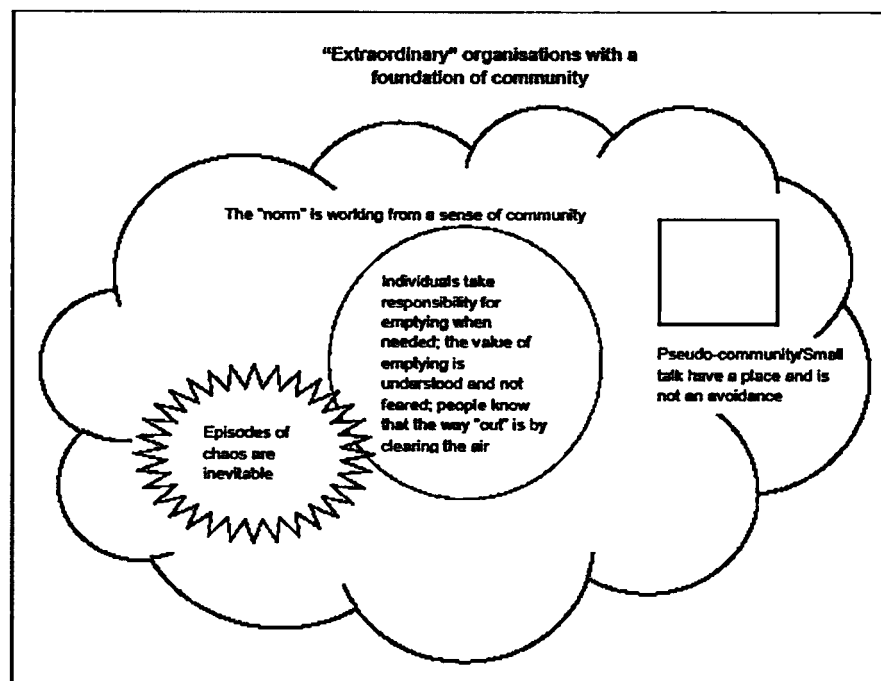 "Extraordinary" organisations with a
foundation of community
The "norm" is working from a sense of community
Individuals take
responsibility for
emptying when
needed; the value of
emptying is
understood and not
feared; people know
that the way "out" is by
clearing the air
Pseudo-community/Small
talk have a place and is
not an avoidance
Episodes of
chaos are
inevitable